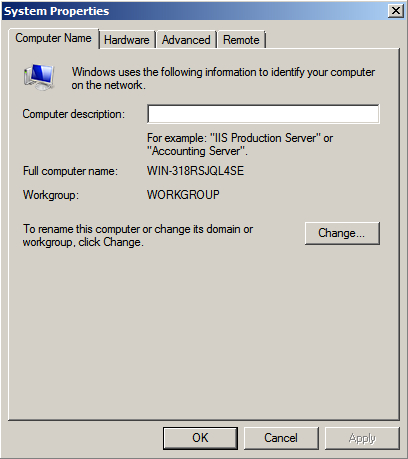 System Properties
Computer Name Hardware Advanced Remote
Windows uses the following information to identify your computer
on the network.
Computer description:
For example: "IIS Production Server" or
"Accounting Server".
Full computer name: WIN-318RSJQL4SE
Workgroup: WORKGROUP
To rename this computer or change its domain or
workgroup, click Change.
Change...
OK Cancel Apply